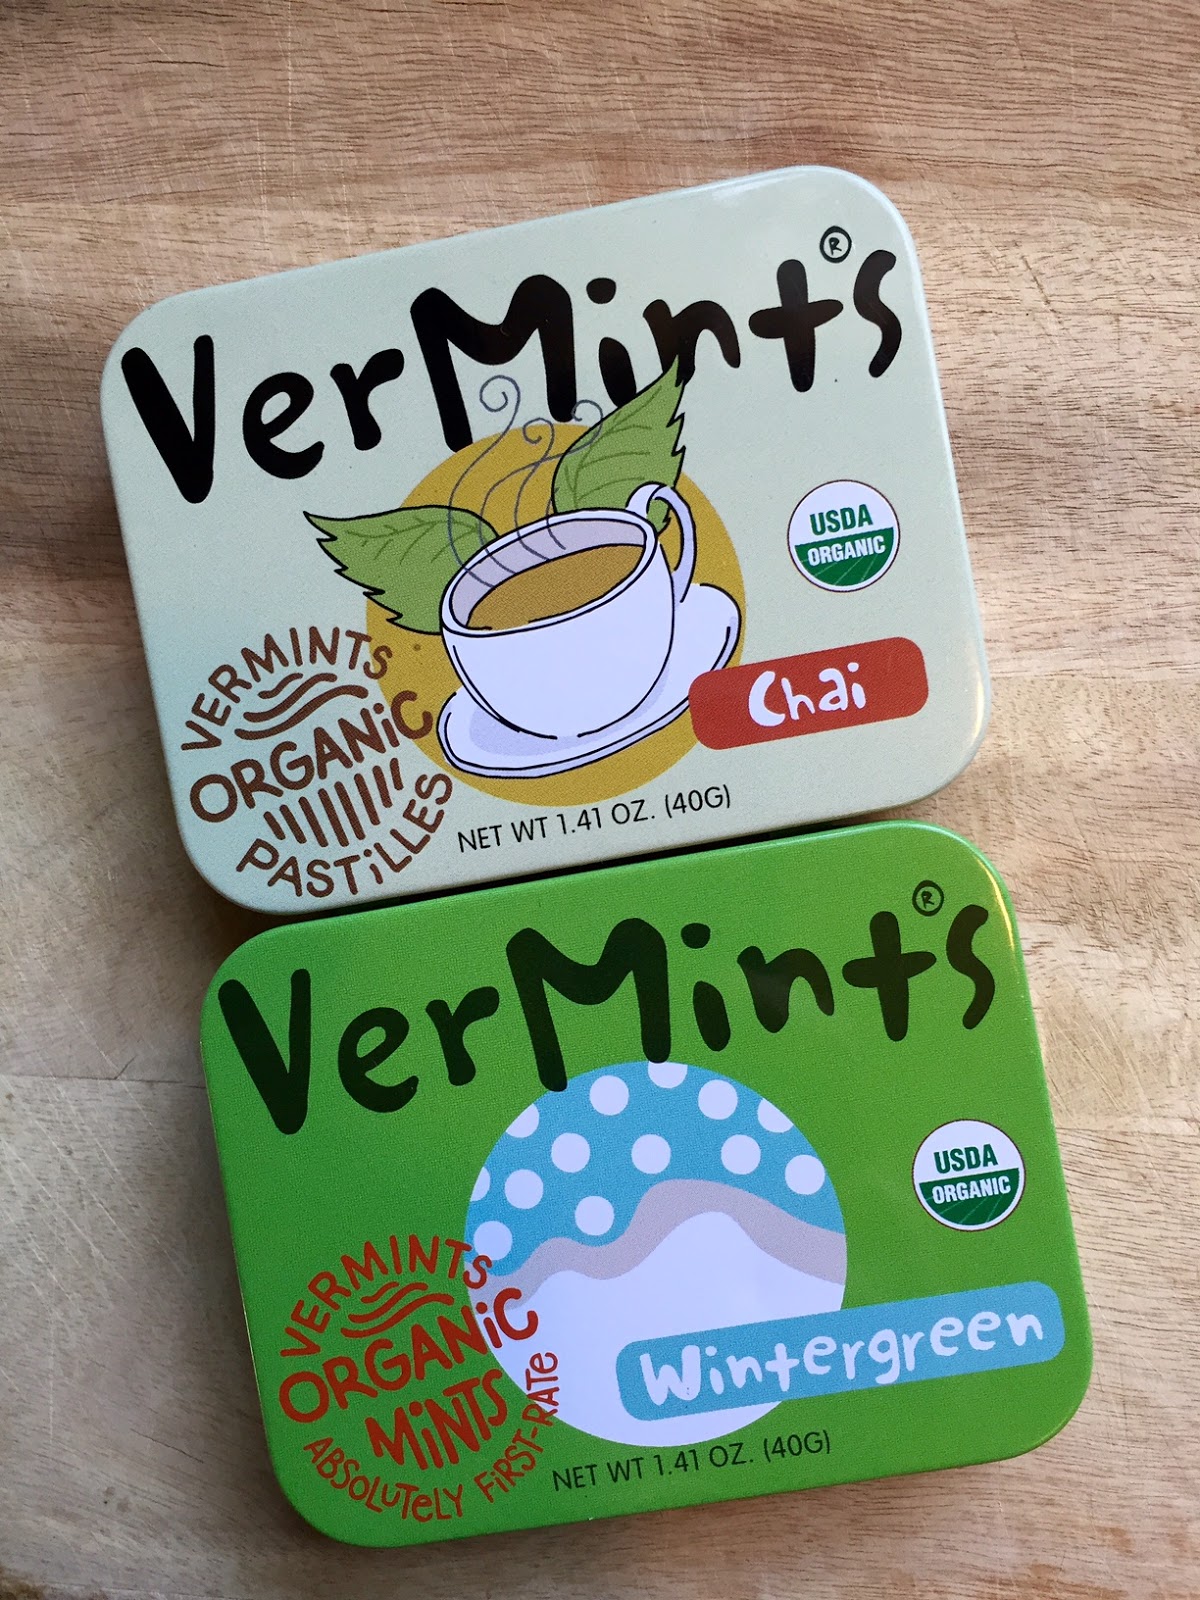 VerMints®
USDA
ORGANIC
Chai
VERMINTS
ORGANiC
PASTiLLES
NET WT 1.41 OZ. (40G)
VerMints®
USDA
ORGANIC
Wintergreen
VERMINTS
ORGANiC
MiNTS
ABSOLUTeLY FiRST-RATe
NET WT 1.41 OZ. (40G)